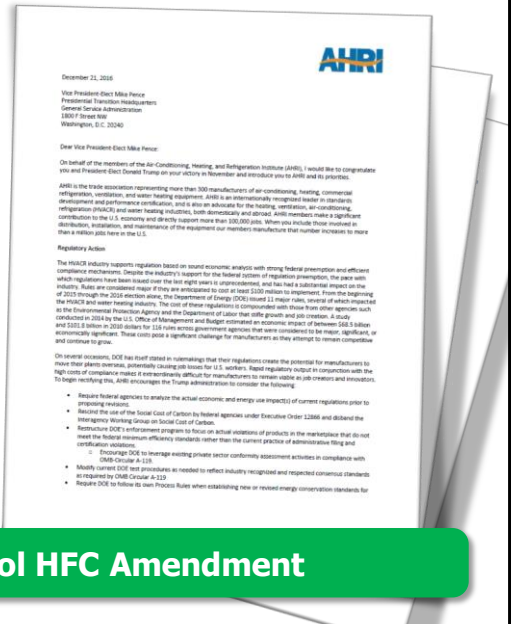 AHRI
December 21, 2016
Vice President-Elect Mike Pence
Presidential Transition Headquarters
General Service Administration
1800 F Street NW
Washington, D.C. 20240
Dear Vice President-Elect Mike Pence:
On behalf of the members of the Air-Conditioning, Heating, and Refrigeration Institute (AHRI), I would like to congratulate
you and President-Elect Donald Trump on your victory in November and introduce you to AHRI and its priorities.
AHRI is the trade association representing more than 300 manufacturers of air-conditioning, heating, commercial
refrigeration, ventilation, and water heating equipment. AHRI is an internationally recognized leader in standards
development and performance certification, and is also an advocate for the heating, ventilation, air-conditioning,
refrigeration (HVACR) and water heating industries, both domestically and abroad. AHRI members make a significant
contribution to the U.S. economy and directly support more than 100,000 jobs. When you include those involved in
distribution, installation, and maintenance of the equipment our members manufacture that number increases to more
than a million jobs here in the U.S.
Regulatory Action
The HVACR industry supports regulation based on sound economic analysis with strong federal preemption and efficient
compliance mechanisms. Despite the industry's support for the federal system of regulation preemption, the pace with
which regulations have been issued over the last eight years is unprecedented, and has had a substantial impact on the
industry. Rules are considered major if they are anticipated to cost at least $100 million to implement. From the beginning
of 2015 through the 2016 election alone, the Department of Energy (DOE) issued 11 major rules, several of which impacted
the HVACR and water heating industry. The cost of these regulations is compounded with those from other agencies such
as the Environmental Protection Agency and the Department of Labor that stifle growth and job creation. A study
conducted in 2014 by the U.S. Office of Management and Budget estimated an economic impact of between $68.5 billion
and $101.8 billion in 2010 dollars for 116 rules across government agencies that were considered to be major, significant, or
economically significant. These costs pose a significant challenge for manufacturers as they attempt to remain competitive
and continue to grow.
On several occasions, DOE has itself stated in rulemakings that their regulations create the potential for manufacturers to
move their plants overseas, potentially causing job losses for U.S. workers. Rapid regulatory output in conjunction with the
high costs of compliance makes it extraordinarily difficult for manufacturers to remain viable as job creators and innovators.
To begin rectifying this, AHRI encourages the Trump administration to consider the following:
• Require federal agencies to analyze the actual economic and energy use impact(s) of current regulations prior to
proposing revisions.
• Rescind the use of the Social Cost of Carbon by federal agencies under Executive Order 12866 and disband the
Interagency Working Group on Social Cost of Carbon.
• Restructure DOE's enforcement program to focus on actual violations of products in the marketplace that do not
meet the federal minimum efficiency standards rather than the current practice of administrative filing and
certification violations.
○ Encourage DOE to leverage existing private sector conformity assessment activities in compliance with
OMB-Circular A-119.
• Modify current DOE test procedures as needed to reflect industry recognized and respected consensus standards
as required by OMB Circular A-119
• Require DOE to follow its own Process Rules when establishing new or revised energy conservation standards for
ol HFC Amendment